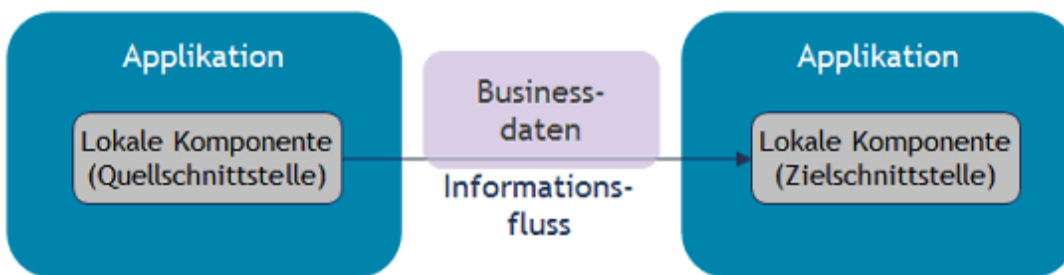 Applikation
Lokale Komponente
(Quellschnittstelle)
Business-
daten
Informations-
fluss
Applikation
Lokale Komponente
(Zielschnittstelle)